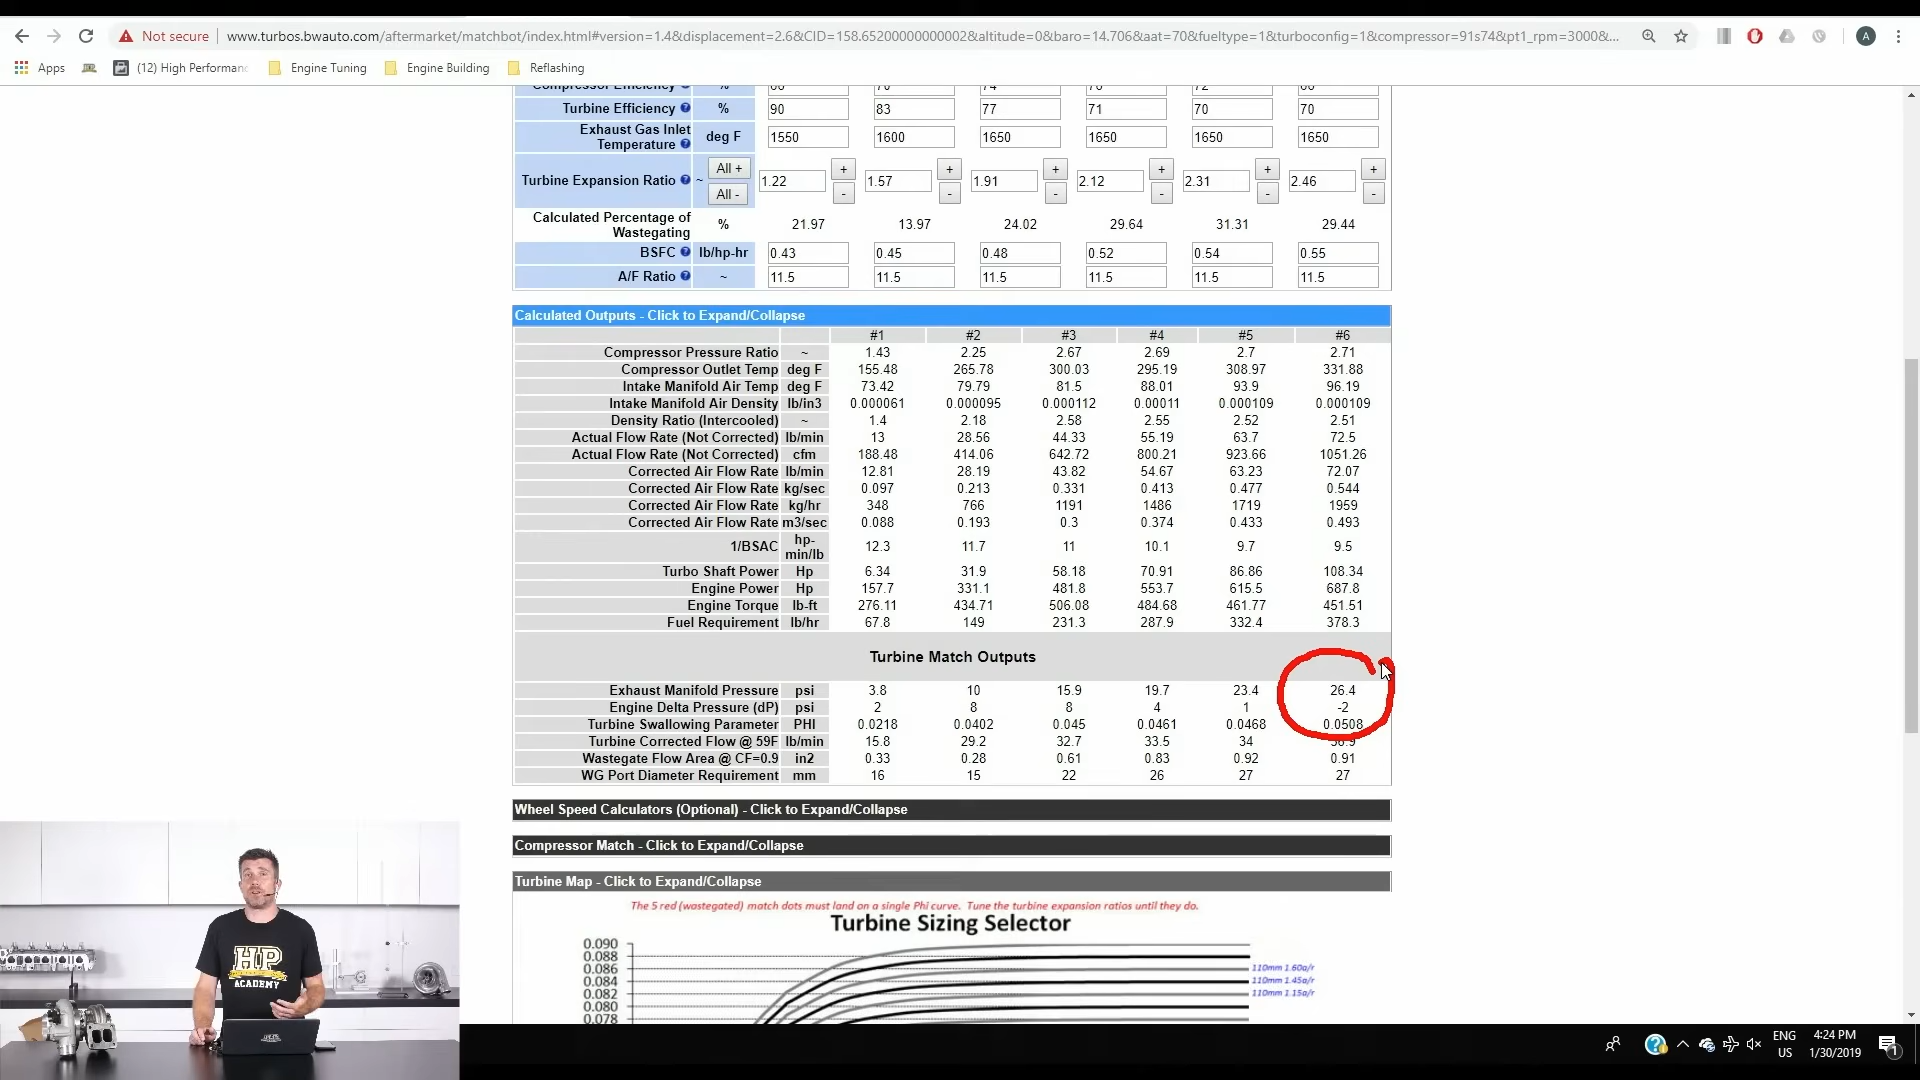 Not secure www.turbos.bwauto.com/aftermarket/matchbot/index.html#version=1.4&displacement=2.6&CID=158.65200000000002&altitude=0&baro=14.706&aat=70&fueltype=1&turboconfig=1&compressor=91s74&pt1_rpm=3000&... A
Apps (12) High Performan Engine Tuning Engine Building Reflashing
Compressor Efficiency % 70 74 72
Turbine Efficiency % 90 83 77 71 70 70
Exhaust Gas Inlet
Temperature deg F 1550 1600 1650 1650 1650 1650
Turbine Expansion Ratio ~ All + 1.22 + 1.57 + 1.91 + 2.12 + 2.31 + 2.46 +
All - - - - - - -
Calculated Percentage of
Wastegating % 21.97 13.97 24.02 29.64 31.31 29.44
BSFC lb/hp-hr 0.43 0.45 0.48 0.52 0.54 0.55
A/F Ratio ~ 11.5 11.5 11.5 11.5 11.5 11.5
Calculated Outputs - Click to Expand/Collapse
#1 #2 #3 #4 #5 #6
Compressor Pressure Ratio ~ 1.43 2.25 2.67 2.69 2.7 2.71
Compressor Outlet Temp deg F 155.48 265.78 300.03 295.19 308.97 331.88
Intake Manifold Air Temp deg F 73.42 79.79 81.5 88.01 93.9 96.19
Intake Manifold Air Density lb/in3 0.000061 0.000095 0.000112 0.00011 0.000109 0.000109
Density Ratio (Intercooled) ~ 1.4 2.18 2.58 2.55 2.52 2.51
Actual Flow Rate (Not Corrected) lb/min 13 28.56 44.33 55.19 63.7 72.5
Actual Flow Rate (Not Corrected) cfm 188.48 414.06 642.72 800.21 923.66 1051.26
Corrected Air Flow Rate lb/min 12.81 28.19 43.82 54.67 63.23 72.07
Corrected Air Flow Rate kg/sec 0.097 0.213 0.331 0.413 0.477 0.544
Corrected Air Flow Rate kg/hr 348 766 1191 1486 1719 1959
Corrected Air Flow Rate m3/sec 0.088 0.193 0.3 0.374 0.433 0.493
1/BSAC hp-min/lb 12.3 11.7 11 10.1 9.7 9.5
Turbo Shaft Power Hp 6.34 31.9 58.18 70.91 86.86 108.34
Engine Power Hp 157.7 331.1 481.8 553.7 615.5 687.8
Engine Torque lb-ft 276.11 434.71 506.08 484.68 461.77 451.51
Fuel Requirement lb/hr 67.8 149 231.3 287.9 332.4 378.3
Turbine Match Outputs
Exhaust Manifold Pressure psi 3.8 10 15.9 19.7 23.4 26.4
Engine Delta Pressure (dP) psi 2 8 8 4 1 -2
Turbine Swallowing Parameter PHI 0.0218 0.0402 0.045 0.0461 0.0468 0.0508
Turbine Corrected Flow @ 59F lb/min 15.8 29.2 32.7 33.5 34 36.9
Wastegate Flow Area @ CF=0.9 in2 0.33 0.28 0.61 0.83 0.92 0.91
WG Port Diameter Requirement mm 16 15 22 26 27 27
Wheel Speed Calculators (Optional) - Click to Expand/Collapse
Compressor Match - Click to Expand/Collapse
Turbine Map - Click to Expand/Collapse
The 5 red (wastegated) match dots must land on a single Phi curve. Tune the turbine expansion ratios until they do.
Turbine Sizing Selector
0.090
0.088
0.086 110mm 1.60a/r
0.084 110mm 1.45a/r
0.082 110mm 1.15a/r
0.080
0.078
HP
ACADEMY
ENG
US
4:24 PM
1/30/2019
1